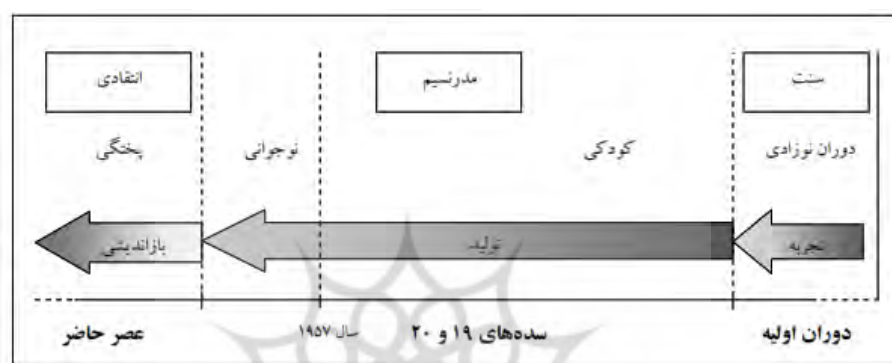 سنت مدرنسیم انتقادی
دوران نوزادی کودکی نوجوانی پختگی
تجربه تولید بازاندیشی
دوران اولیه سده‌های ۱۹ و ۲۰ سال ۱۹۵۷ عصر حاضر